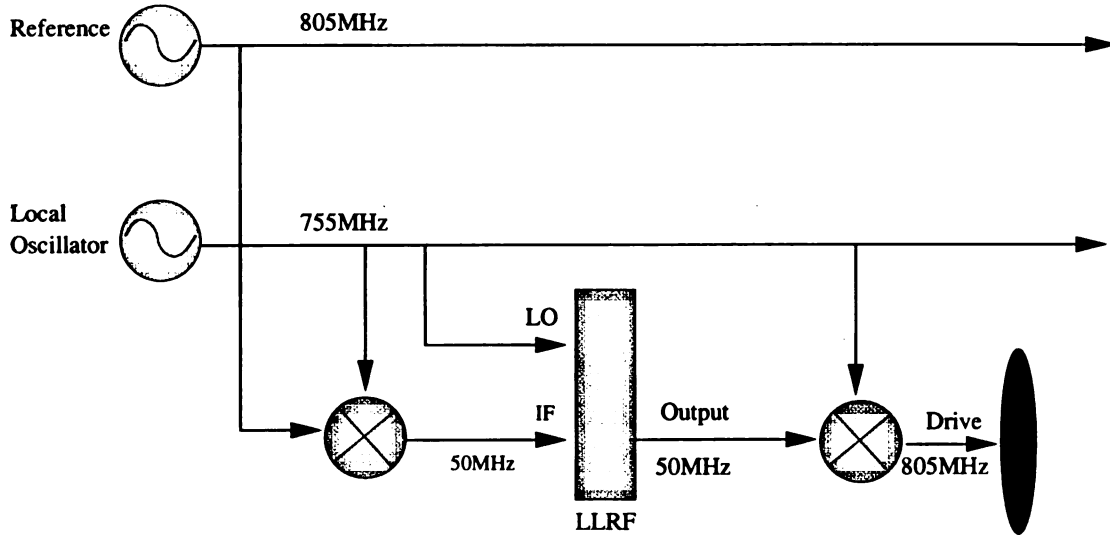 Reference
805MHz
Local
Oscillator
755MHz
LO
IF
50MHz
LLRF
Output
50MHz
Drive
805MHz